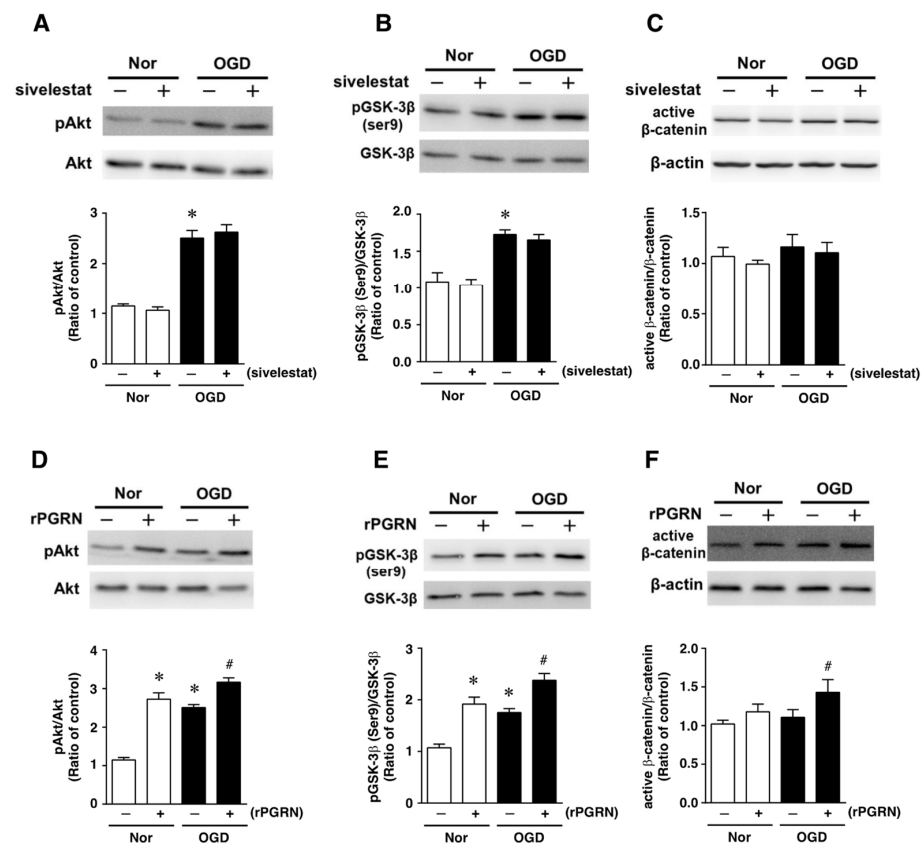 A
Nor OGD
sivelestat − + − +
pAkt
Akt
pAkt/Akt
(Ratio of control)
3
2
1
0
*
− + − + (sivelestat)
Nor OGD
B
Nor OGD
sivelestat − + − +
pGSK-3β
(ser9)
GSK-3β
pGSK-3β (Ser9)/GSK-3β
(Ratio of control)
2.0
1.5
1.0
0.5
0.0
*
− + − + (sivelestat)
Nor OGD
C
Nor OGD
sivelestat − + − +
active
β-catenin
β-actin
active β-catenin/β-catenin
(Ratio of control)
1.5
1.0
0.5
0.0
− + − + (sivelestat)
Nor OGD
D
Nor OGD
rPGRN − + − +
pAkt
Akt
pAkt/Akt
(Ratio of control)
4
3
2
1
0
* * #
− + − + (rPGRN)
Nor OGD
E
Nor OGD
rPGRN − + − +
pGSK-3β
(ser9)
GSK-3β
pGSK-3β (Ser9)/GSK-3β
(Ratio of control)
3
2
1
0
* * #
− + − + (rPGRN)
Nor OGD
F
Nor OGD
rPGRN − + − +
active
β-catenin
β-actin
active β-catenin/β-catenin
(Ratio of control)
2.0
1.5
1.0
0.5
0.0
#
− + − + (rPGRN)
Nor OGD